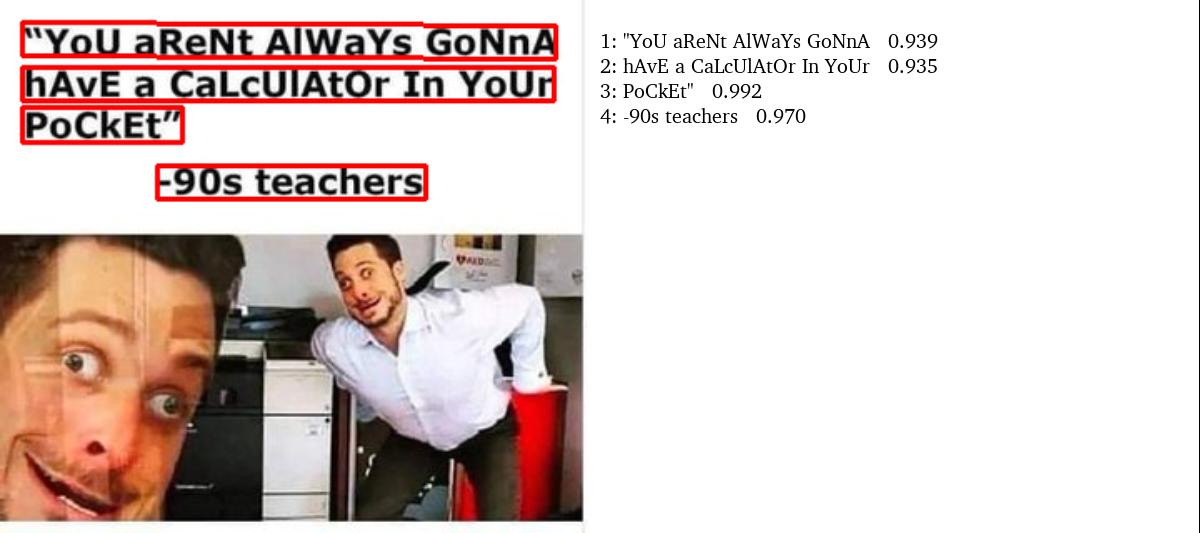 “YoU aReNt AlWaYs GoNnA
hAvE a CaLcUlAtOr In YoUr
PoCkEt”
-90s teachers
AED
1: "YoU aReNt AlWaYs GoNnA 0.939
2: hAvE a CaLcUlAtOr In YoUr 0.935
3: PoCkEt" 0.992
4: -90s teachers 0.970